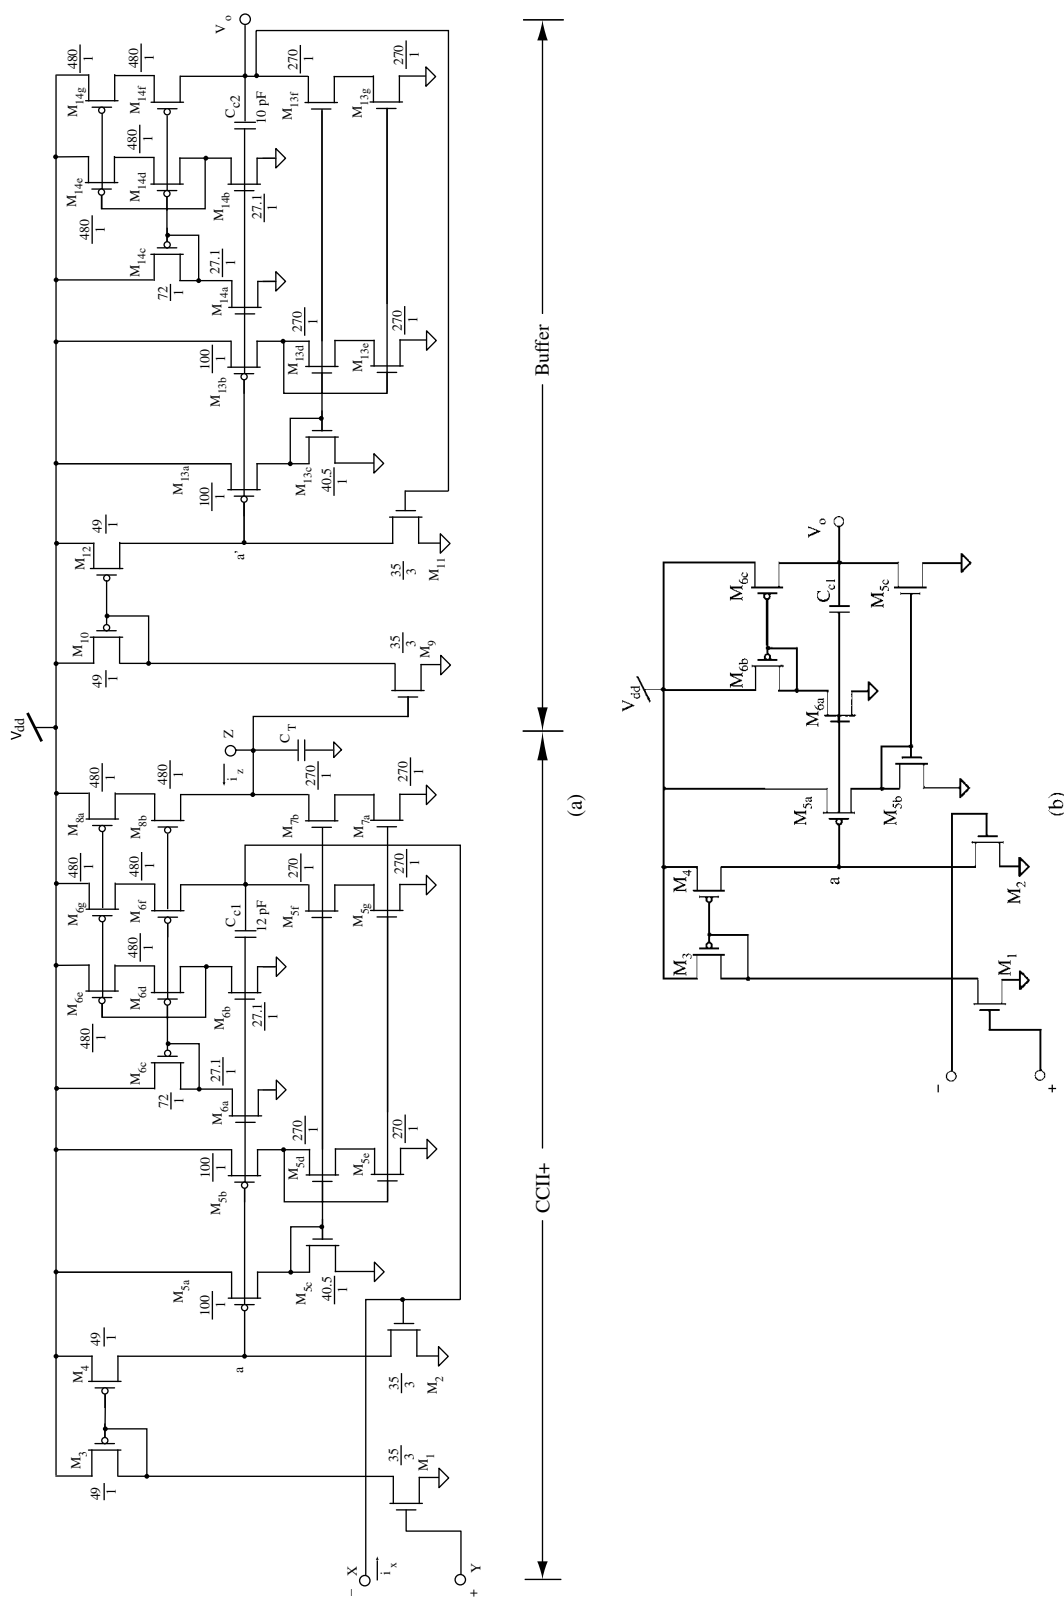 V_dd
M_3
49/1
M_4
49/1
M_5a
100/1
100/1
M_5b
M_6c
72/1
M_6a
27.1/1
M_6e
480/1
M_6d
480/1
M_6b
27.1/1
M_6g
480/1
M_6f
480/1
M_8a
480/1
M_8b
480/1
C_c1
12 pF
a
M_5c
40.5/1
M_5d
270/1
M_5e
270/1
M_5f
270/1
M_5g
270/1
M_7b
270/1
M_7a
270/1
Z
i_z
C_T
− X
i_x
+ Y
35/3
M_1
35/3
M_2
M_10
49/1
M_12
49/1
35/3
M_9
35/3
M_11
a'
M_13a
100/1
100/1
M_13b
M_13c
40.5/1
M_13d
270/1
M_13e
270/1
M_14c
72/1
M_14a
27.1/1
M_14e
480/1
M_14d
480/1
M_14b
27.1/1
M_14g
480/1
M_14f
480/1
C_c2
10 pF
M_13f
270/1
M_13g
270/1
V_o
CCII+
Buffer
(a)
V_dd
M_3
M_4
M_5a
M_5b
M_6a
M_6b
M_6c
M_5c
C_c1
V_o
a
M_1
M_2
−
+
(b)